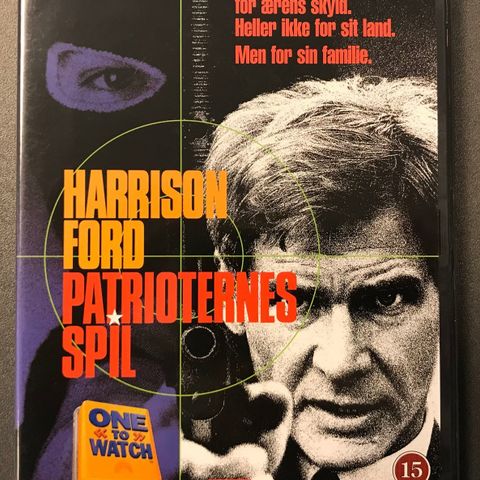 for ærens skyld.
Heller ikke for sit land.
Men for sin familie.
HARRISON
FORD
PATRIOTERNES
SPIL
ONE
TO
WATCH
15